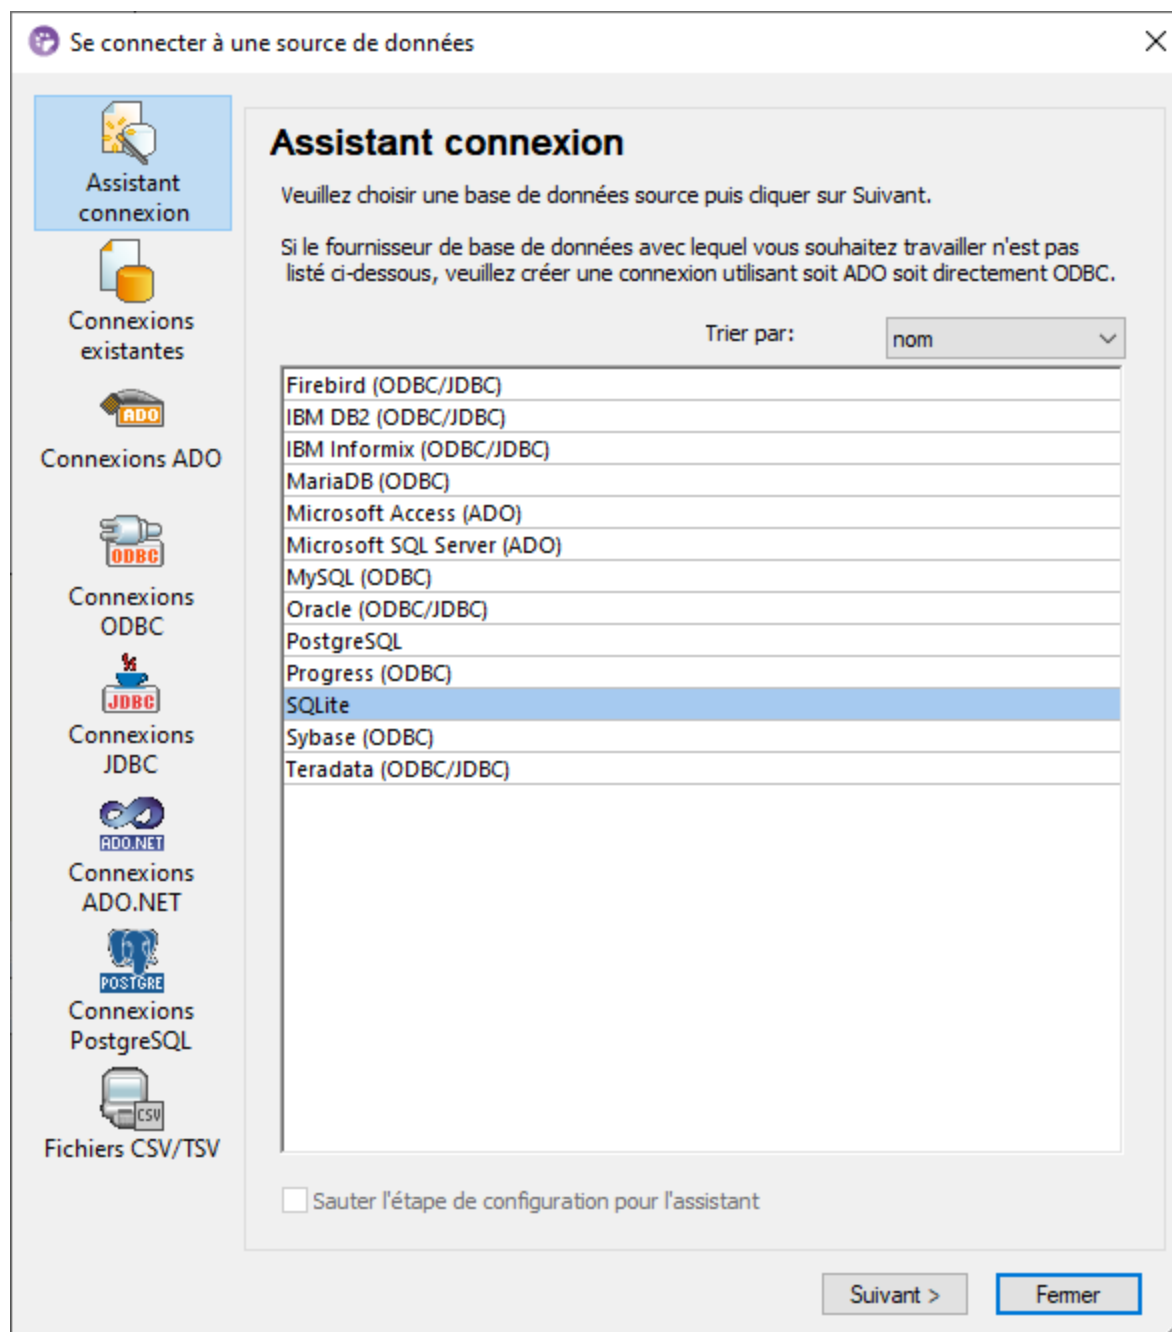 Se connecter à une source de données
Assistant
connexion
Connexions
existantes
ADO
Connexions ADO
ODBC
Connexions
ODBC
JDBC
Connexions
JDBC
ADO.NET
Connexions
ADO.NET
POSTGRE
Connexions
PostgreSQL
CSV
Fichiers CSV/TSV
Assistant connexion
Veuillez choisir une base de données source puis cliquer sur Suivant.
Si le fournisseur de base de données avec lequel vous souhaitez travailler n'est pas
listé ci-dessous, veuillez créer une connexion utilisant soit ADO soit directement ODBC.
Trier par: nom
Firebird (ODBC/JDBC)
IBM DB2 (ODBC/JDBC)
IBM Informix (ODBC/JDBC)
MariaDB (ODBC)
Microsoft Access (ADO)
Microsoft SQL Server (ADO)
MySQL (ODBC)
Oracle (ODBC/JDBC)
PostgreSQL
Progress (ODBC)
SQLite
Sybase (ODBC)
Teradata (ODBC/JDBC)
Sauter l'étape de configuration pour l'assistant
Suivant > Fermer